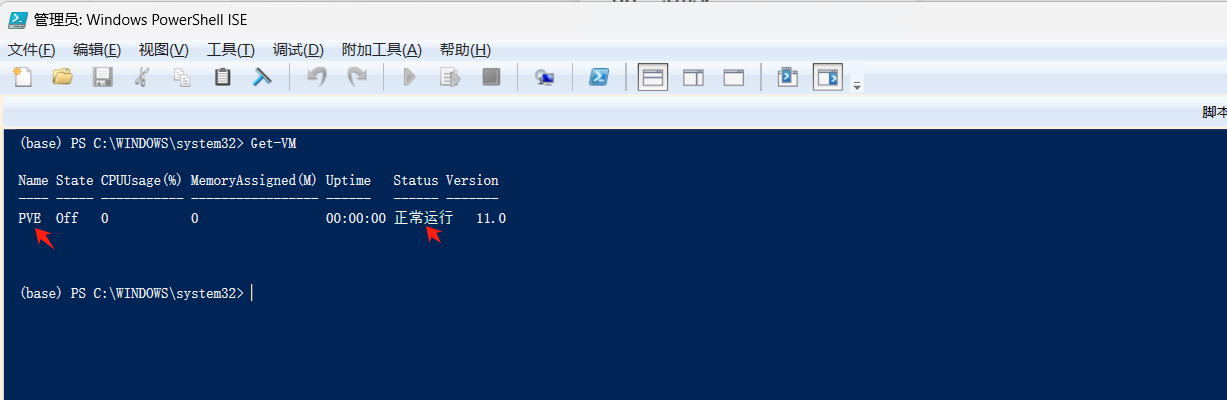 管理员: Windows PowerShell ISE
文件(F) 编辑(E) 视图(V) 工具(T) 调试(D) 附加工具(A) 帮助(H)
脚本
(base) PS C:\WINDOWS\system32> Get-VM
Name State CPUUsage(%) MemoryAssigned(M) Uptime Status Version
---- ----- ----------- ----------------- ------ ------ -------
PVE Off 0 0 00:00:00 正常运行 11.0
(base) PS C:\WINDOWS\system32>